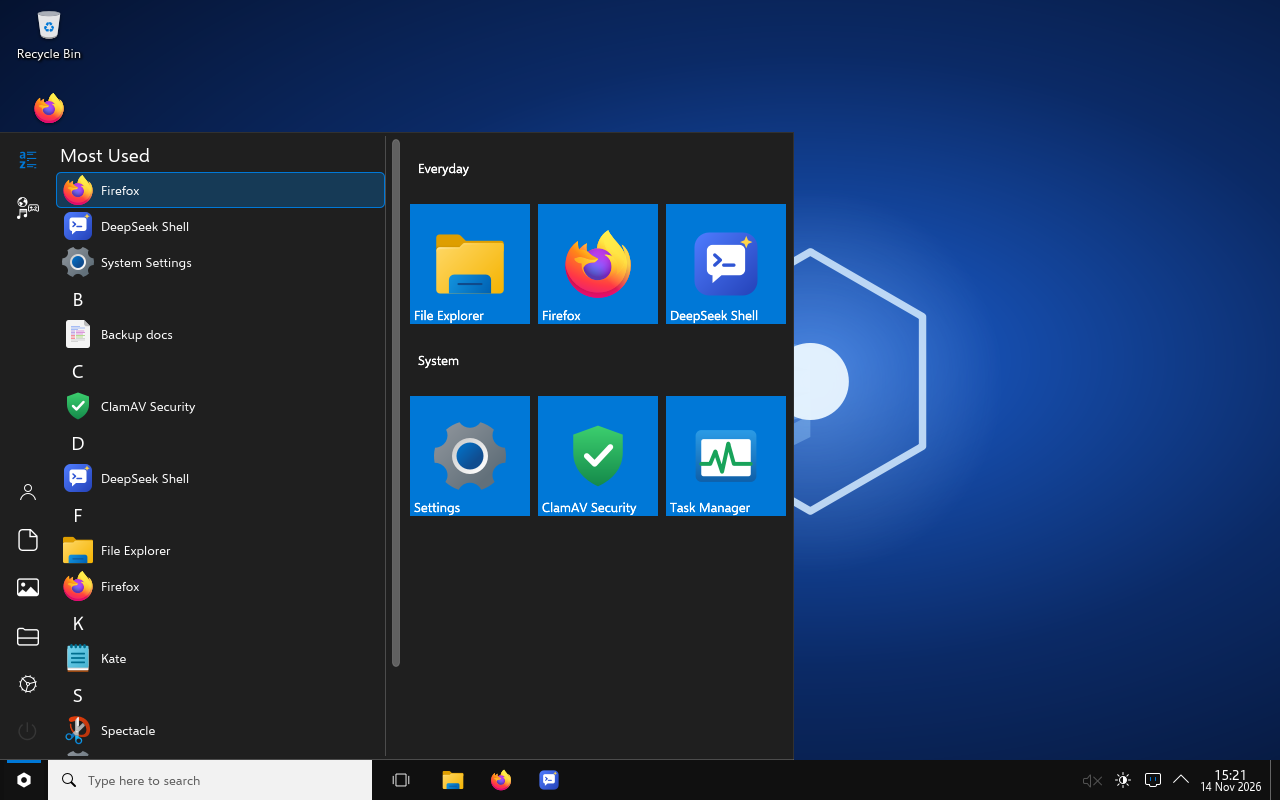 Recycle Bin
Most Used
Firefox
DeepSeek Shell
System Settings
B
Backup docs
C
ClamAV Security
D
DeepSeek Shell
F
File Explorer
Firefox
K
Kate
S
Spectacle
Everyday
File Explorer
Firefox
DeepSeek Shell
System
Settings
ClamAV Security
Task Manager
Type here to search
15:21
14 Nov 2026